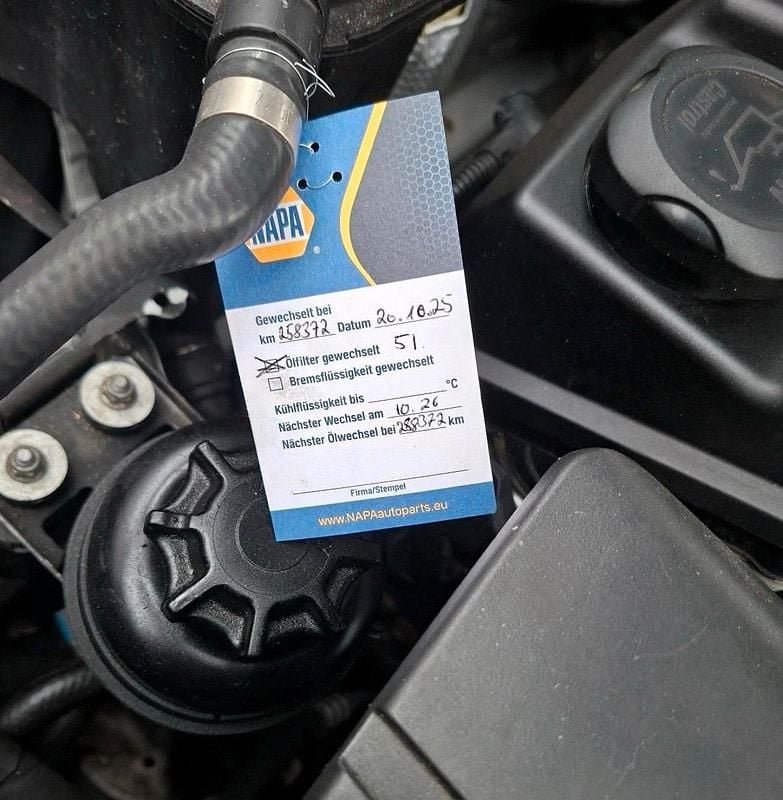 Castrol
NAPA
®
Gewechselt bei
km 258372 Datum 20.10.25
Ölfilter gewechselt 5l.
Bremsflüssigkeit gewechselt
Kühlflüssigkeit bis °C
Nächster Wechsel am 10.26
Nächster Ölwechsel bei 288372 km
Firma/Stempel
www.NAPAautoparts.eu